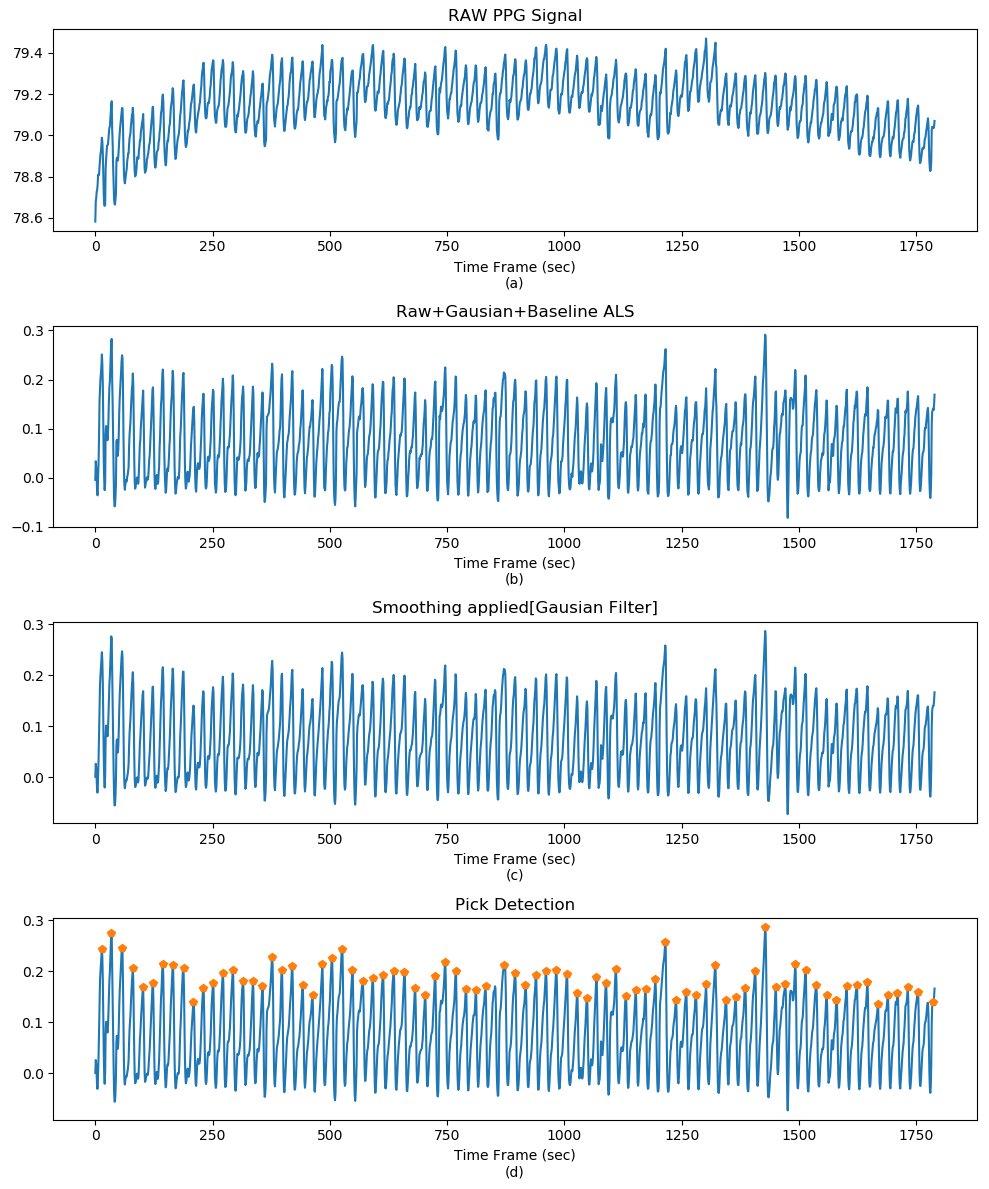 RAW PPG Signal
79.4
79.2
79.0
78.8
78.6
0 250 500 750 1000 1250 1500 1750
Time Frame (sec)
(a)
Raw+Gausian+Baseline ALS
0.3
0.2
0.1
0.0
−0.1
0 250 500 750 1000 1250 1500 1750
Time Frame (sec)
(b)
Smoothing applied[Gausian Filter]
0.3
0.2
0.1
0.0
0 250 500 750 1000 1250 1500 1750
Time Frame (sec)
(c)
Pick Detection
0.3
0.2
0.1
0.0
0 250 500 750 1000 1250 1500 1750
Time Frame (sec)
(d)